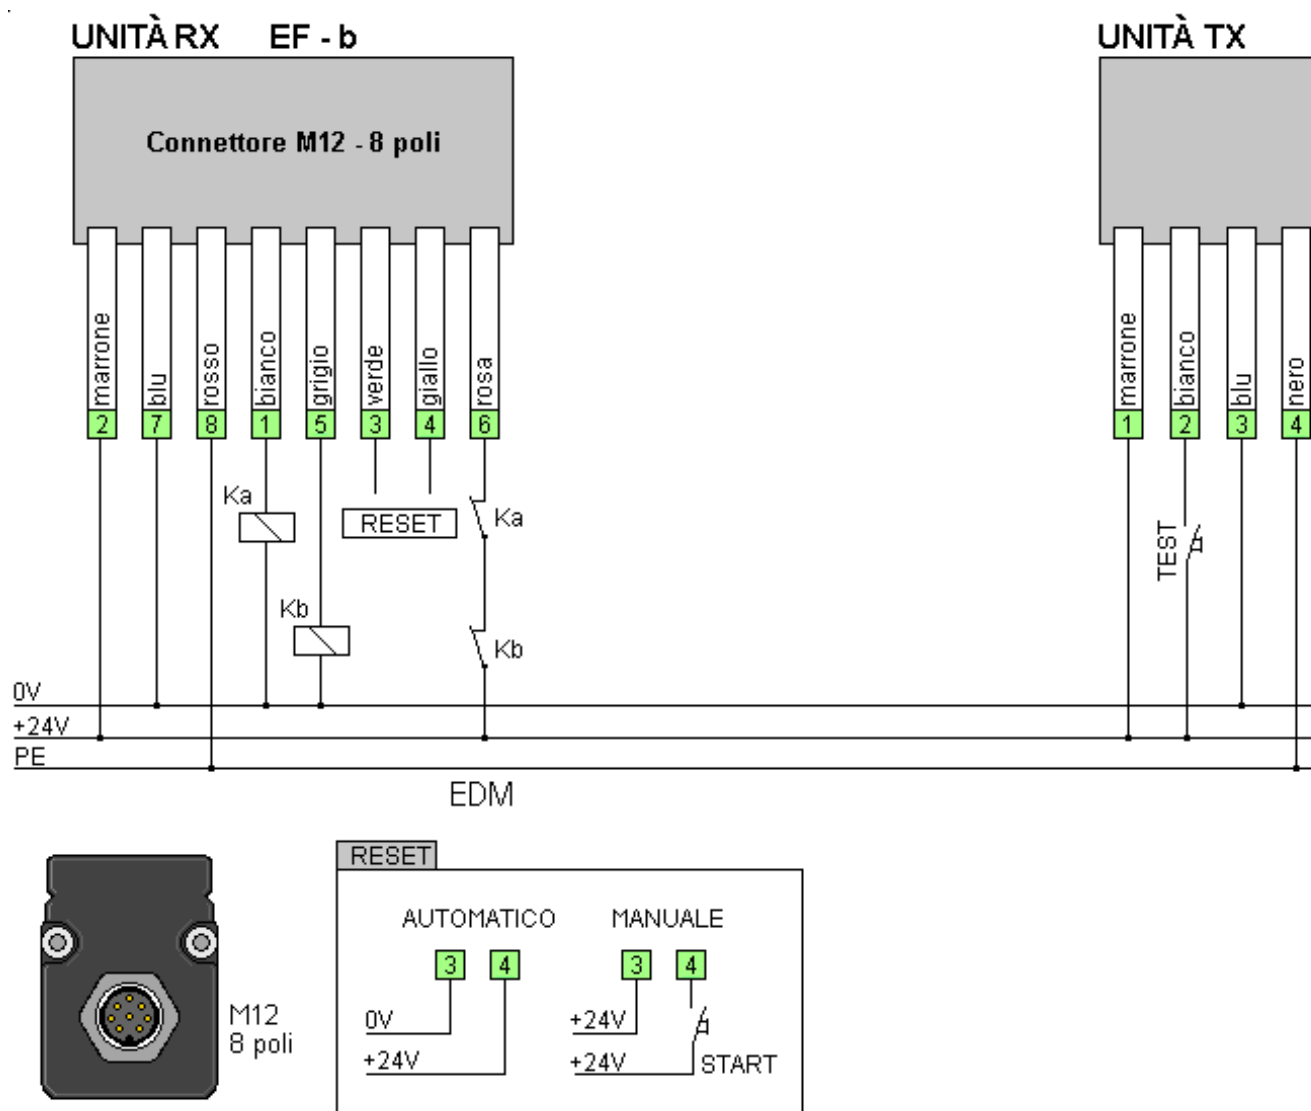 UNITÀ RX EF - b
UNITÀ TX
Connettore M12 - 8 poli
marrone
blu
rosso
bianco
grigio
verde
giallo
rosa
2 7 8 1 5 3 4 6
marrone
bianco
blu
nero
1 2 3 4
Ka
RESET
Ka
TEST
Kb
Kb
0V
+24V
PE
EDM
RESET
AUTOMATICO MANUALE
3 4 3 4
0V +24V
+24V +24V START
M12
8 poli